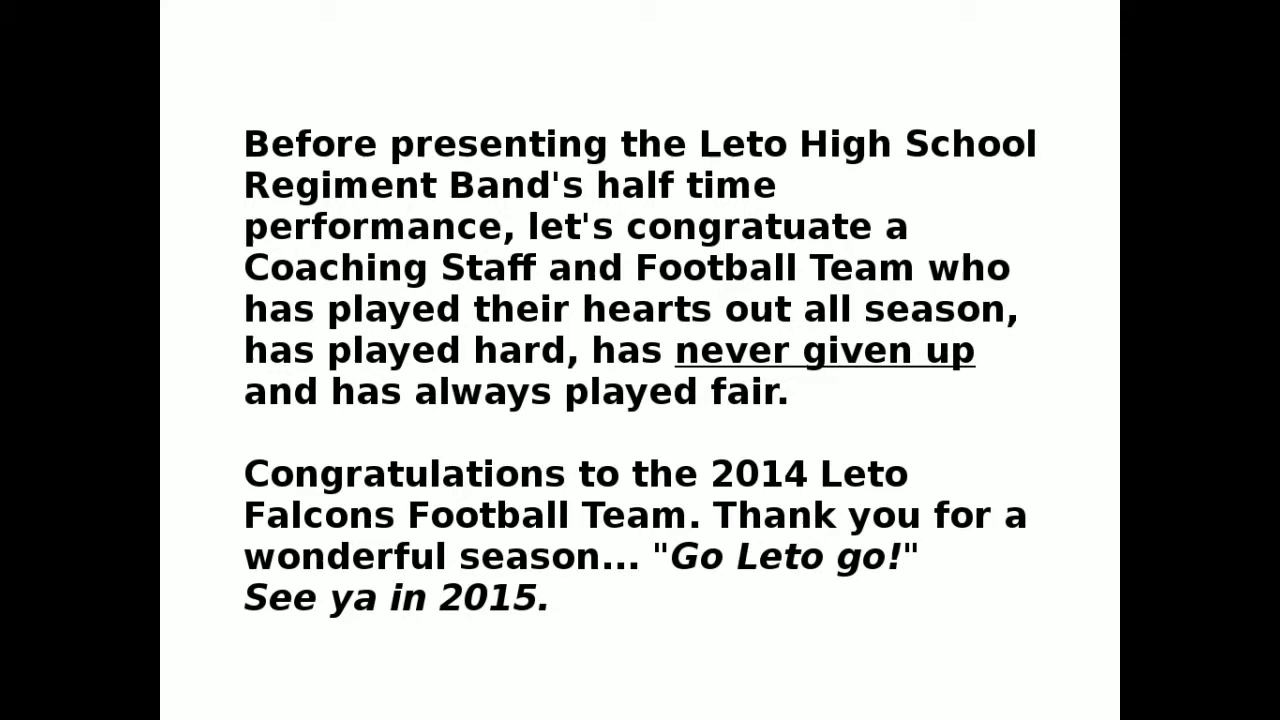 Before presenting the Leto High School
Regiment Band's half time
performance, let's congratuate a
Coaching Staff and Football Team who
has played their hearts out all season,
has played hard, has never given up
and has always played fair.

Congratulations to the 2014 Leto
Falcons Football Team. Thank you for a
wonderful season... "Go Leto go!"
See ya in 2015.